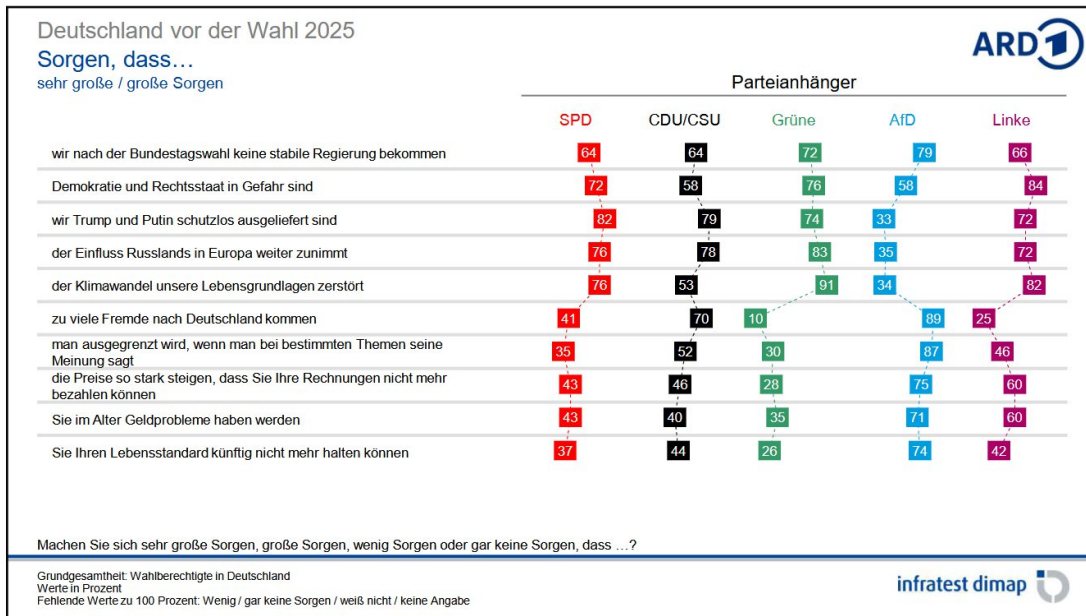 Deutschland vor der Wahl 2025
Sorgen, dass…
sehr große / große Sorgen
ARD 1
Parteianhänger
SPD CDU/CSU Grüne AfD Linke
wir nach der Bundestagswahl keine stabile Regierung bekommen 64 64 72 79 66
Demokratie und Rechtsstaat in Gefahr sind 72 58 76 58 84
wir Trump und Putin schutzlos ausgeliefert sind 82 79 74 33 72
der Einfluss Russlands in Europa weiter zunimmt 76 78 83 35 72
der Klimawandel unsere Lebensgrundlagen zerstört 76 53 91 34 82
zu viele Fremde nach Deutschland kommen 41 70 10 89 25
man ausgegrenzt wird, wenn man bei bestimmten Themen seine
Meinung sagt 35 52 30 87 46
die Preise so stark steigen, dass Sie Ihre Rechnungen nicht mehr
bezahlen können 43 46 28 75 60
Sie im Alter Geldprobleme haben werden 43 40 35 71 60
Sie Ihren Lebensstandard künftig nicht mehr halten können 37 44 26 74 42
Machen Sie sich sehr große Sorgen, große Sorgen, wenig Sorgen oder gar keine Sorgen, dass …?
Grundgesamtheit: Wahlberechtigte in Deutschland
Werte in Prozent
Fehlende Werte zu 100 Prozent: Wenig / gar keine Sorgen / weiß nicht / keine Angabe
infratest dimap